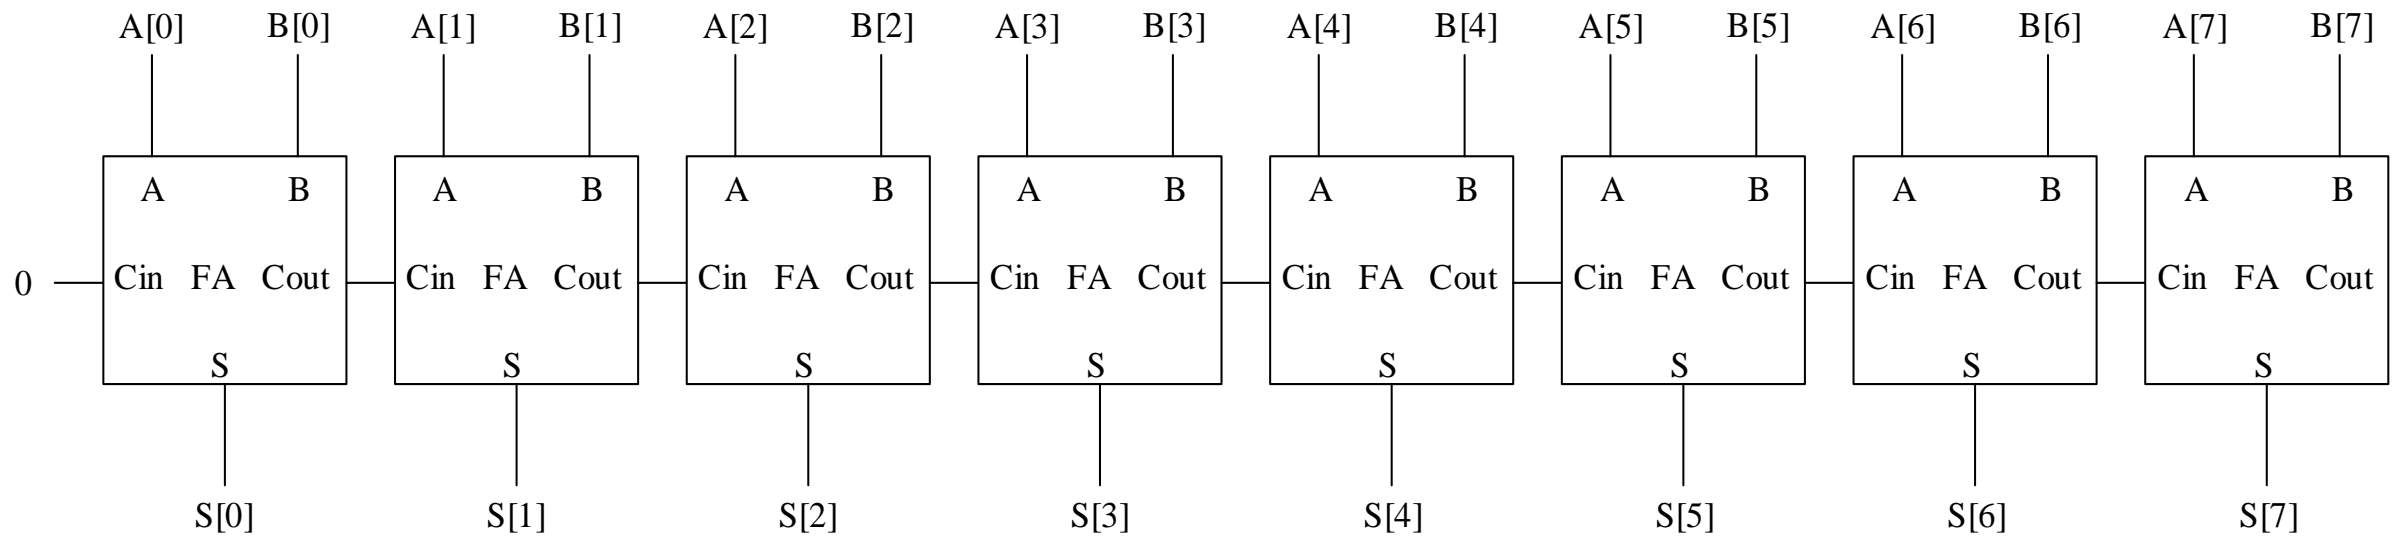 A[0] B[0] A[1] B[1] A[2] B[2] A[3] B[3] A[4] B[4] A[5] B[5] A[6] B[6] A[7] B[7]
A B A B A B A B A B A B A B A B
0 Cin FA Cout Cin FA Cout Cin FA Cout Cin FA Cout Cin FA Cout Cin FA Cout Cin FA Cout Cin FA Cout
S S S S S S S S
S[0] S[1] S[2] S[3] S[4] S[5] S[6] S[7]